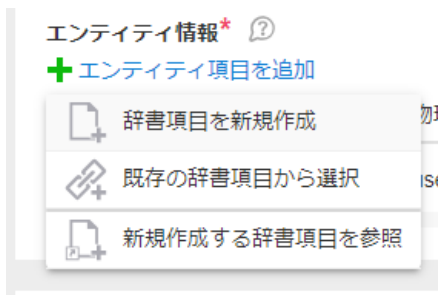 エンティティ情報*
エンティティ項目を追加
辞書項目を新規作成
既存の辞書項目から選択
新規作成する辞書項目を参照